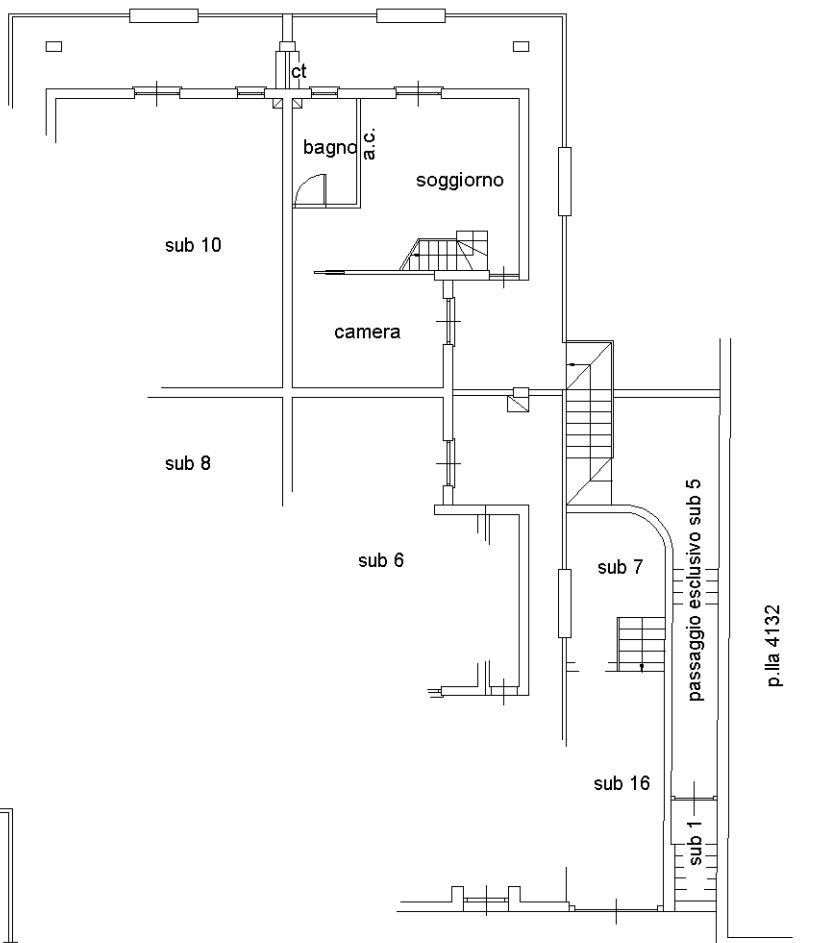 ct
bagno
a.c.
soggiorno
sub 10
camera
sub 8
sub 6
sub 7
passaggio esclusivo sub 5
p.lla 4132
sub 16
sub 1